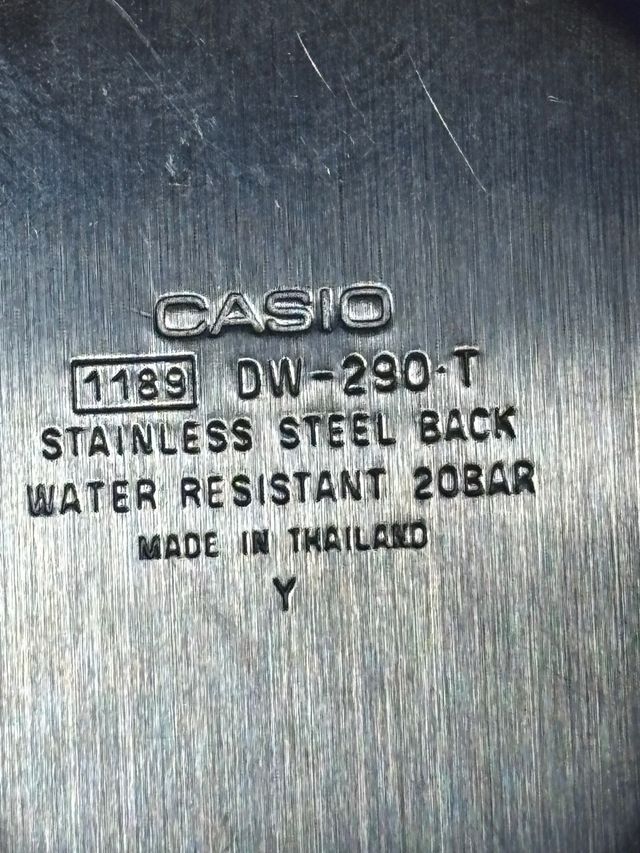 CASIO
1189 DW-290·T
STAINLESS STEEL BACK
WATER RESISTANT 20BAR
MADE IN THAILAND
Y